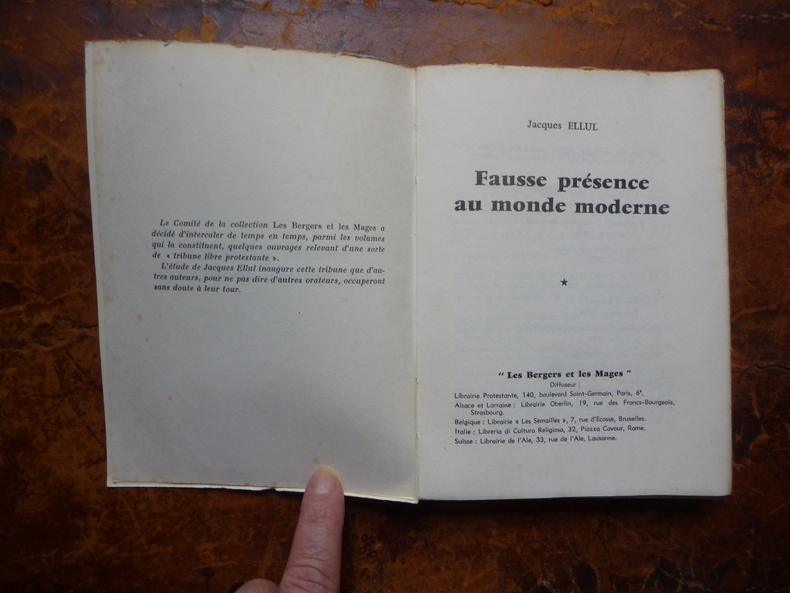 Le Comité de la collection Les Bergers et les Mages a
décidé d'intercaler de temps en temps, parmi les volumes
qui la constituent, quelques ouvrages relevant d'une sorte
de « tribune libre protestante ».
L'étude de Jacques Ellul inaugure cette tribune que d'au-
tres auteurs, pour ne pas dire d'autres orateurs, occuperont
sans doute à leur tour.
Jacques ELLUL
Fausse présence
au monde moderne
★
" Les Bergers et les Mages "
Diffuseur :
Librairie Protestante, 140, boulevard Saint-Germain, Paris, 6e.
Alsace et Lorraine : Librairie Oberlin, 19, rue des Francs-Bourgeois,
Strasbourg.
Belgique : Librairie « Les Semailles », 7, rue d'Ecosse, Bruxelles.
Italie : Libreria di Cultura Religiosa, 32, Piazza Cavour, Rome.
Suisse : Librairie de l'Ale, 33, rue de l'Ale, Lausanne.